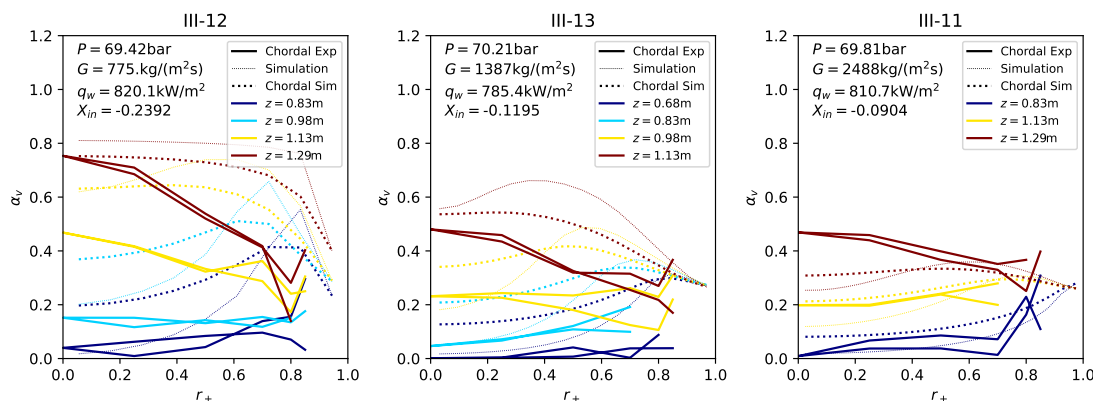 III-12
P = 69.42bar
G = 775.kg/(m²s)
q_w = 820.1kW/m²
X_in = -0.2392
Chordal Exp
Simulation
Chordal Sim
z = 0.83m
z = 0.98m
z = 1.13m
z = 1.29m
α_v
1.2
1.0
0.8
0.6
0.4
0.2
0.0
0.0 0.2 0.4 0.6 0.8 1.0
r_+
III-13
P = 70.21bar
G = 1387kg/(m²s)
q_w = 785.4kW/m²
X_in = -0.1195
Chordal Exp
Simulation
Chordal Sim
z = 0.68m
z = 0.83m
z = 0.98m
z = 1.13m
α_v
1.2
1.0
0.8
0.6
0.4
0.2
0.0
0.0 0.2 0.4 0.6 0.8 1.0
r_+
III-11
P = 69.81bar
G = 2488kg/(m²s)
q_w = 810.7kW/m²
X_in = -0.0904
Chordal Exp
Simulation
Chordal Sim
z = 0.83m
z = 1.13m
z = 1.29m
α_v
1.2
1.0
0.8
0.6
0.4
0.2
0.0
0.0 0.2 0.4 0.6 0.8 1.0
r_+